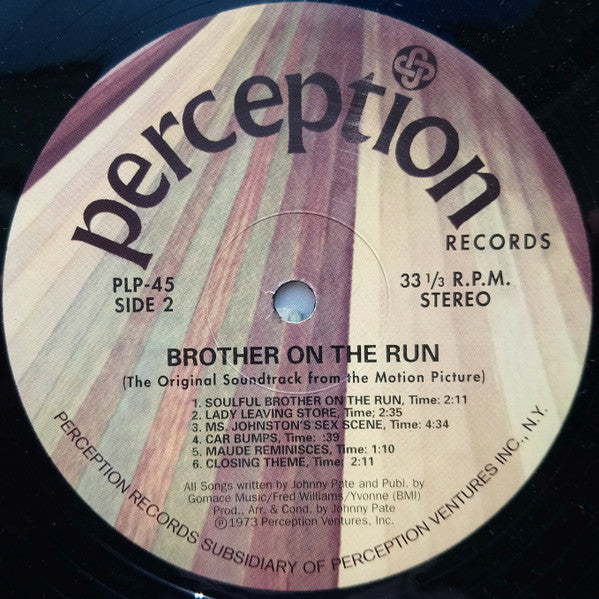 perception
RECORDS
PLP-45
SIDE 2
33 1/3 R.P.M.
STEREO
BROTHER ON THE RUN
(The Original Soundtrack from the Motion Picture)
1. SOULFUL BROTHER ON THE RUN, Time: 2:11
2. LADY LEAVING STORE, Time; 2:35
3. MS. JOHNSTON'S SEX SCENE, Time: 4:34
4. CAR BUMPS, Time: :39
5. MAUDE REMINISCES, Time: 1:10
6. CLOSING THEME, Time: 2:11
All Songs written by Johnny Pate and Publ. by
Gomace Music/Fred Williams/Yvonne (BMI)
Prod., Arr, & Cond. by Johnny Pate
℗ 1973 Perception Ventures, Inc.
PERCEPTION RECORDS SUBSIDIARY OF PERCEPTION VENTURES INC., N.Y.